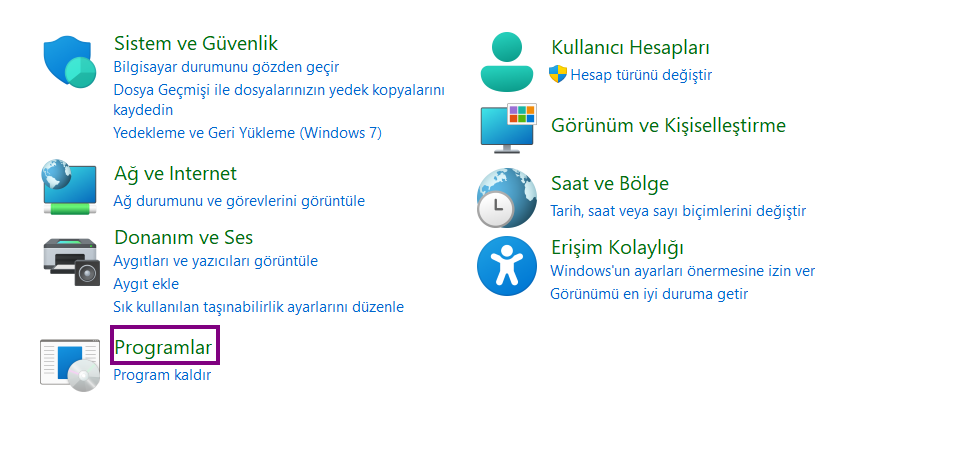 Sistem ve Güvenlik
Bilgisayar durumunu gözden geçir
Dosya Geçmişi ile dosyalarınızın yedek kopyalarını
kaydedin
Yedekleme ve Geri Yükleme (Windows 7)
Ağ ve Internet
Ağ durumunu ve görevlerini görüntüle
Donanım ve Ses
Aygıtları ve yazıcıları görüntüle
Aygıt ekle
Sık kullanılan taşınabilirlik ayarlarını düzenle
Programlar
Program kaldır
Kullanıcı Hesapları
Hesap türünü değiştir
Görünüm ve Kişiselleştirme
Saat ve Bölge
Tarih, saat veya sayı biçimlerini değiştir
Erişim Kolaylığı
Windows'un ayarları önermesine izin ver
Görünümü en iyi duruma getir